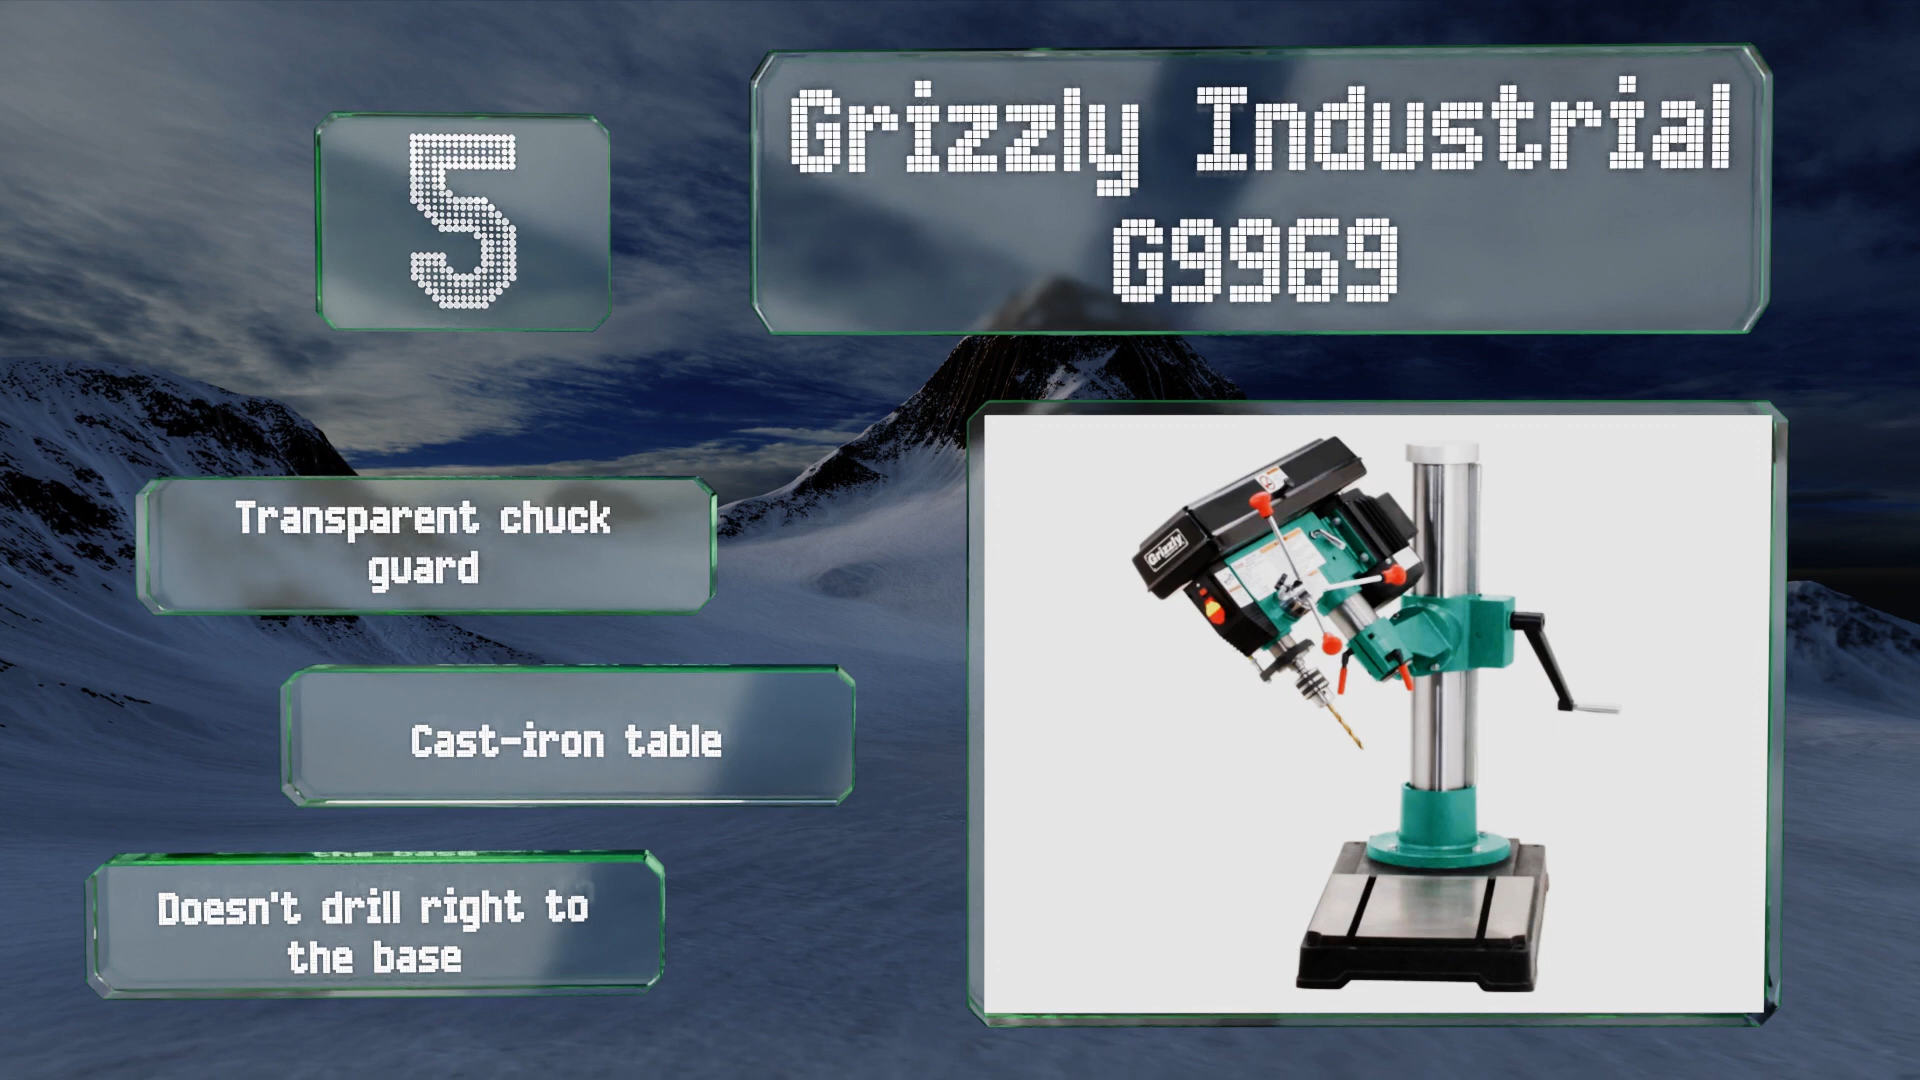 5
Grizzly Industrial
G9969
Transparent chuck
guard
Cast-iron table
Doesn't drill right to
the base
Grizzly